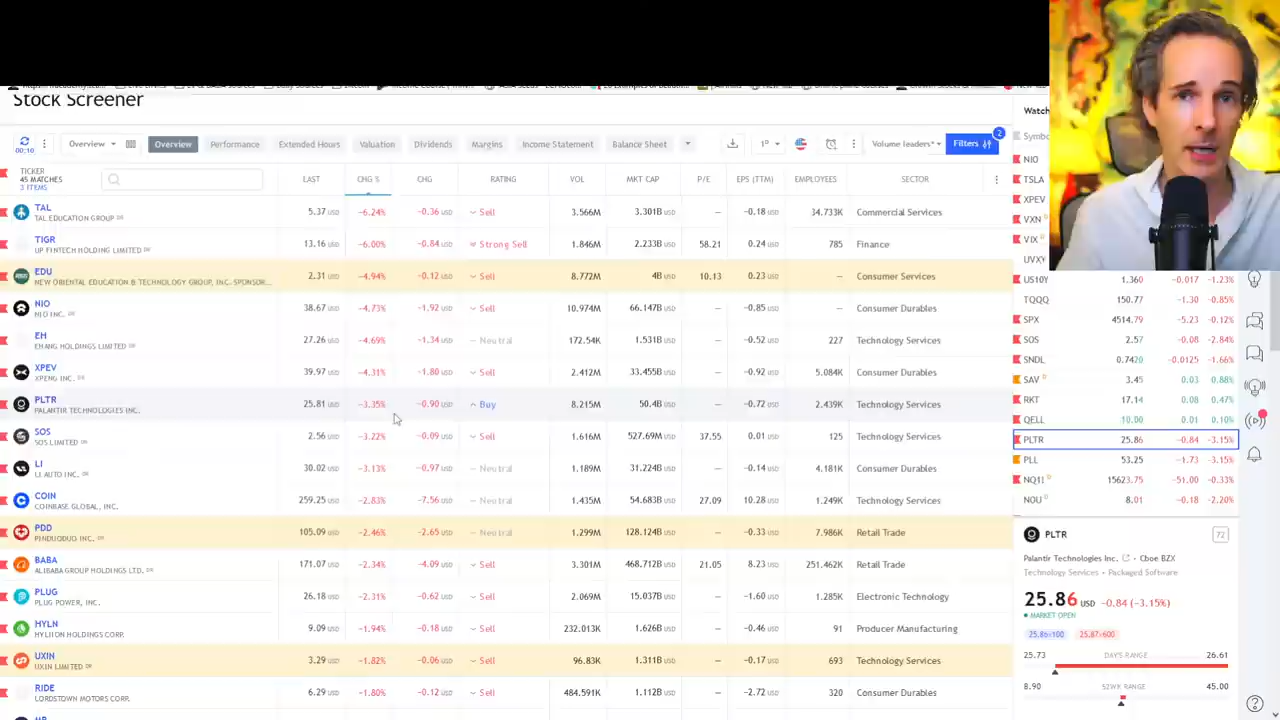 Stock Screener
00:16
Overview
Overview Performance Extended Hours Valuation Dividends Margins Income Statement Balance Sheet
1D
Volume leaders*
Filters
2
TICKER
45 MATCHES
3 ITEMS
LAST CHG % CHG RATING VOL MKT CAP P/E EPS (TTM) EMPLOYEES SECTOR
TAL 5.37 USD −6.24% −0.36 USD Sell 3.566M 3.301B USD — −0.18 USD 34.733K Commercial Services
TAL EDUCATION GROUP DR
TIGR 13.16 USD −6.00% −0.84 USD Strong Sell 1.846M 2.233B USD 58.21 0.24 USD 785 Finance
UP FINTECH HOLDING LIMITED DR
EDU 2.31 USD −4.94% −0.12 USD Sell 8.772M 4B USD 10.13 0.23 USD — Consumer Services
NEW ORIENTAL EDUCATION & TECHNOLOGY GROUP, INC. SPONSOR...
NIO 38.67 USD −4.73% −1.92 USD Sell 10.974M 66.147B USD — −0.85 USD — Consumer Durables
NIO INC. DR
EH 27.26 USD −4.69% −1.34 USD Neutral 172.54K 1.531B USD — −0.52 USD 227 Technology Services
EHANG HOLDINGS LIMITED DR
XPEV 39.97 USD −4.31% −1.80 USD Sell 2.412M 33.455B USD — −0.92 USD 5.084K Consumer Durables
XPENG INC. DR
PLTR 25.81 USD −3.35% −0.90 USD Buy 8.215M 50.4B USD — −0.72 USD 2.439K Technology Services
PALANTIR TECHNOLOGIES INC.
SOS 2.56 USD −3.22% −0.09 USD Sell 1.616M 527.69M USD 37.55 0.01 USD 125 Technology Services
SOS LIMITED DR
LI 30.02 USD −3.13% −0.97 USD Neutral 1.189M 31.224B USD — −0.14 USD 4.181K Consumer Durables
LI AUTO INC. DR
COIN 259.25 USD −2.83% −7.56 USD Neutral 1.435M 54.683B USD 27.09 10.28 USD 1.249K Technology Services
COINBASE GLOBAL, INC.
PDD 105.09 USD −2.46% −2.65 USD Neutral 1.299M 128.124B USD — −0.33 USD 7.986K Retail Trade
PINDUODUO INC. DR
BABA 171.07 USD −2.34% −4.09 USD Sell 3.301M 468.712B USD 21.05 8.23 USD 251.462K Retail Trade
ALIBABA GROUP HOLDINGS LTD. DR
PLUG 26.18 USD −2.31% −0.62 USD Sell 2.069M 15.037B USD — −1.60 USD 1.285K Electronic Technology
PLUG POWER, INC.
HYLN 9.09 USD −1.94% −0.18 USD Sell 232.013K 1.626B USD — −0.46 USD 91 Producer Manufacturing
HYLIION HOLDINGS CORP.
UXIN 3.29 USD −1.82% −0.06 USD Sell 96.83K 1.311B USD — −0.17 USD 693 Technology Services
UXIN LIMITED DR
RIDE 6.29 USD −1.80% −0.12 USD Sell 484.591K 1.112B USD — −2.72 USD 320 Consumer Durables
LORDSTOWN MOTORS CORP.
Watch
Symbo
NIO
TSLA
XPEV
VXN
VIX
UVXY
US10Y 1.360 −0.017 −1.23%
TQQQ 150.77 −1.30 −0.85%
SPX 4514.79 −5.23 −0.12%
SOS 2.57 −0.08 −2.84%
SNDL 0.7420 −0.0125 −1.66%
SAV 3.45 0.03 0.88%
RKT 17.14 0.08 0.47%
QELL 10.00 0.01 0.10%
PLTR 25.86 −0.84 −3.15%
PLL 53.25 −1.73 −3.15%
NQ1! 15623.75 −51.00 −0.33%
NOU 8.01 −0.18 −2.20%
PLTR 72
Palantir Technologies Inc. • Cboe BZX
Technology Services • Packaged Software
25.86 USD −0.84 (−3.15%)
MARKET OPEN
25.86×100 25.87×600
25.73 DAY'S RANGE 26.61
8.90 52WK RANGE 45.00